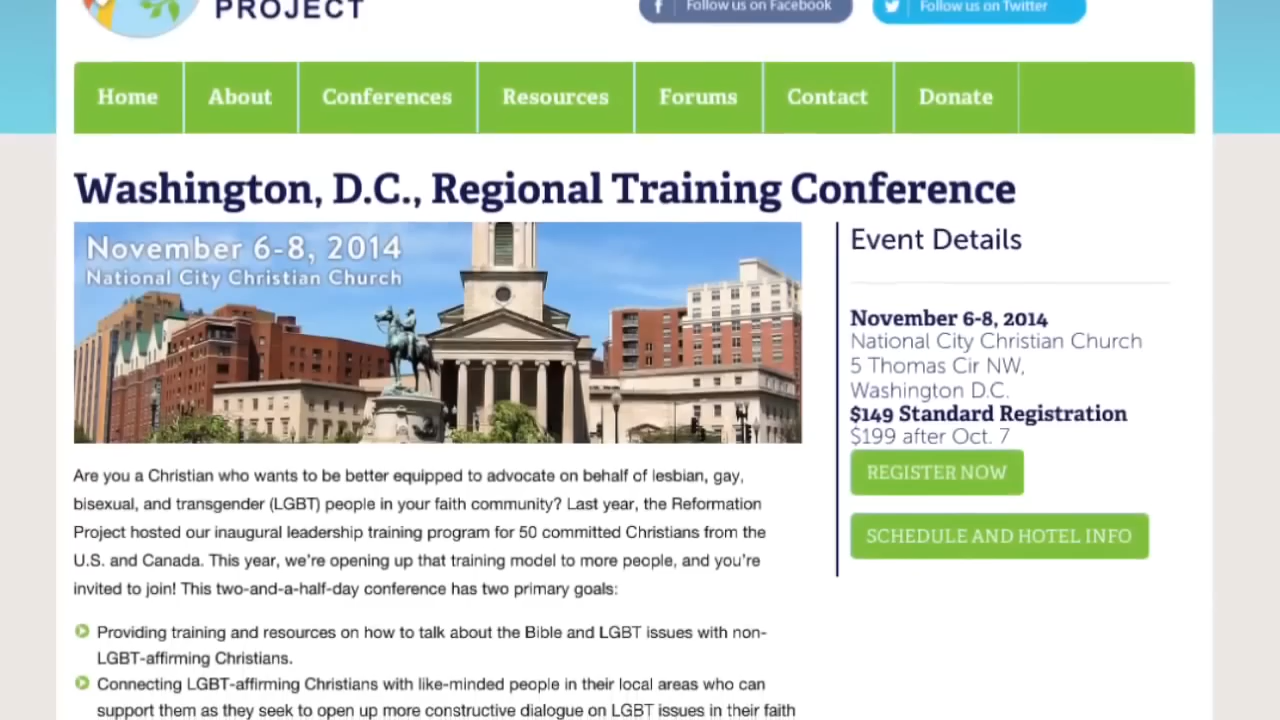 PROJECT
Follow us on Facebook
Follow us on Twitter
Home
About
Conferences
Resources
Forums
Contact
Donate
Washington, D.C., Regional Training Conference
November 6-8, 2014
National City Christian Church
Event Details
November 6-8, 2014
National City Christian Church
5 Thomas Cir NW,
Washington D.C.
$149 Standard Registration
$199 after Oct. 7
REGISTER NOW
SCHEDULE AND HOTEL INFO
Are you a Christian who wants to be better equipped to advocate on behalf of lesbian, gay,
bisexual, and transgender (LGBT) people in your faith community? Last year, the Reformation
Project hosted our inaugural leadership training program for 50 committed Christians from the
U.S. and Canada. This year, we're opening up that training model to more people, and you're
invited to join! This two-and-a-half-day conference has two primary goals:
Providing training and resources on how to talk about the Bible and LGBT issues with non-
LGBT-affirming Christians.
Connecting LGBT-affirming Christians with like-minded people in their local areas who can
support them as they seek to open up more constructive dialogue on LGBT issues in their faith